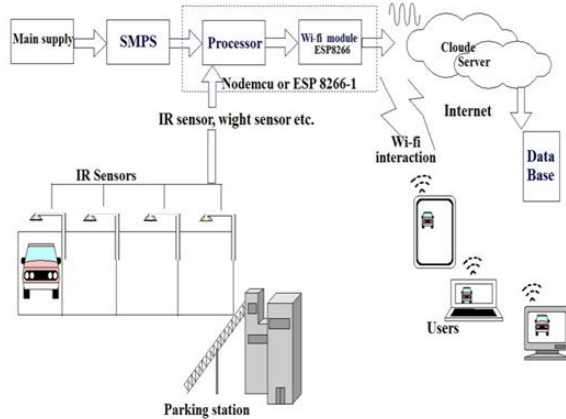 Main supply
SMPS
Processor
Wi-fi module
ESP8266
Cloude
Server
Nodemcu or ESP 8266-1
Internet
IR sensor, wight sensor etc.
Wi-fi
interaction
Data
Base
IR Sensors
Users
Parking station